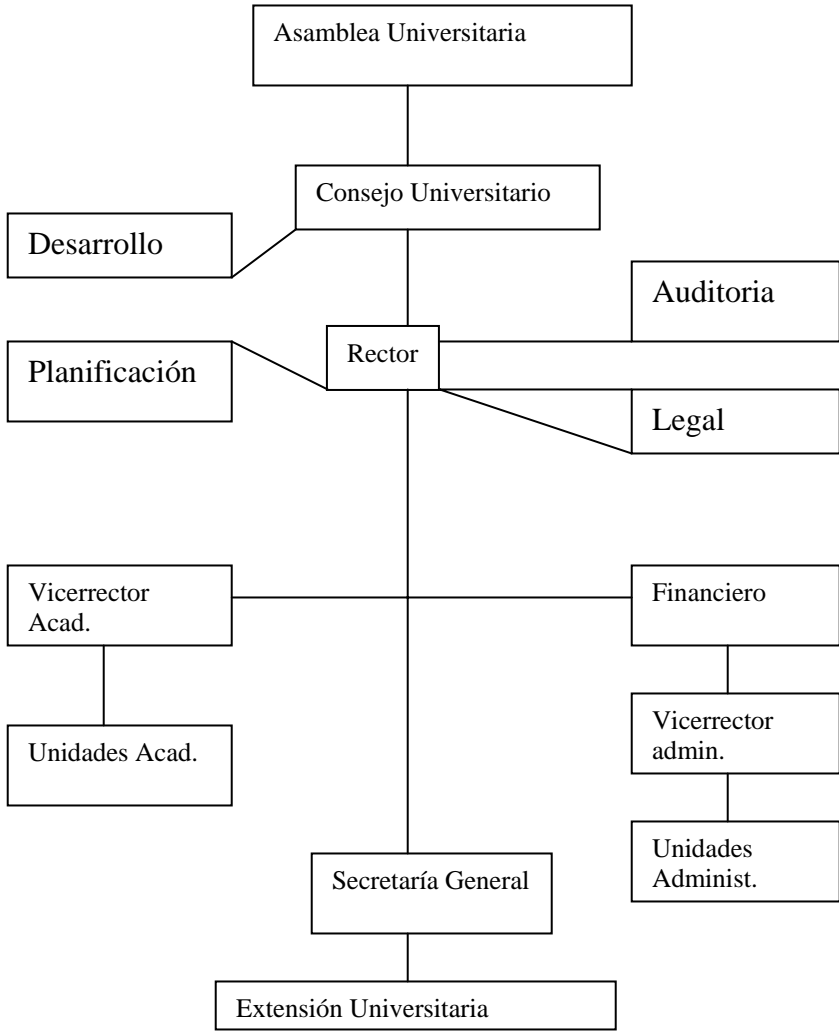 Asamblea Universitaria
Consejo Universitario
Desarrollo
Auditoria
Rector
Planificación
Legal
Vicerrector
Acad.
Financiero
Unidades Acad.
Vicerrector
admin.
Unidades
Administ.
Secretaría General
Extensión Universitaria